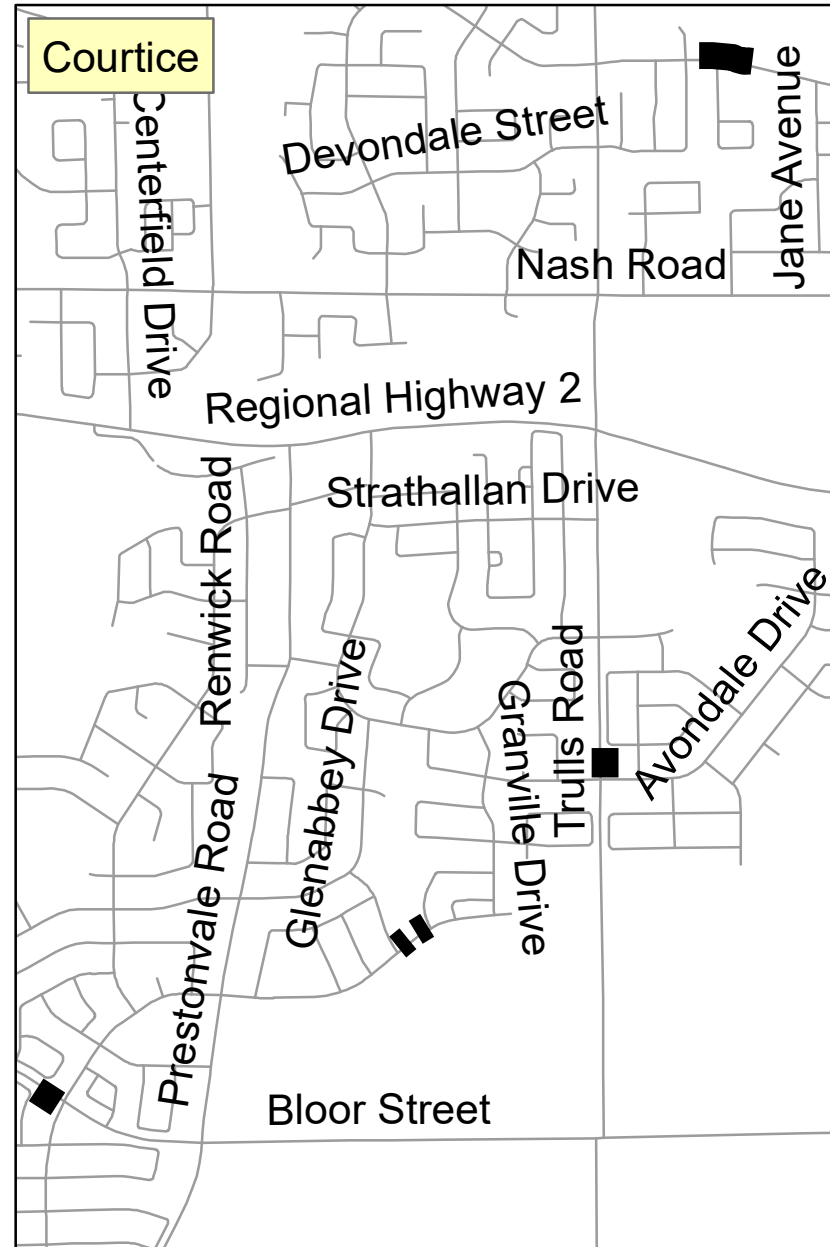 Courtice
Centerfield Drive
Devondale Street
Jane Avenue
Nash Road
Regional Highway 2
Strathallan Drive
Renwick Road
Glenabbey Drive
Granville Drive
Trulls Road
Avondale Drive
Prestonvale Road
Bloor Street